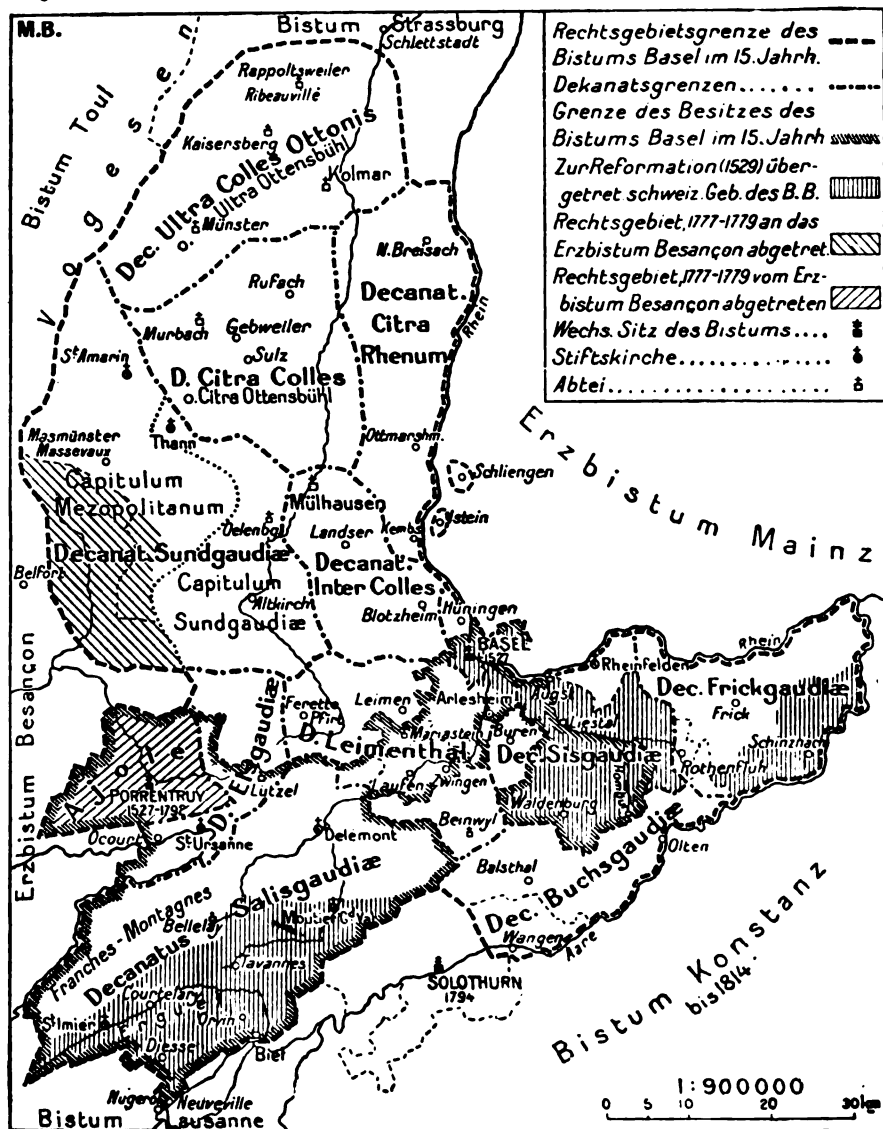 M.B.
Bistum Strassburg
Schlettstadt
Rechtsgebietsgrenze des
Bistums Basel im 15. Jahrh.
Dekanatsgrenzen......
Grenze des Besitzes des
Bistums Basel im 15. Jahrh
Zur Reformation (1529) über-
getret. schweiz. Geb. des B.B.
Rechtsgebiet, 1777-1779 an das
Erzbistum Besançon abgetret.
Rechtsgebiet, 1777-1779 vom Erz-
bistum Besançon abgetreten
Wechs. Sitz des Bistums....
Stiftskirche..........
Abtei..............
Bistum Toul
Vogesen
Rappoltsweiler
Ribeauvillé
Kaisersberg
Dec. Ultra Colles Ottonis
Ultra Ottensbühl
Kolmar
Münster
N. Breisach
Rufach
Decanat.
Citra
Rhenum
Rhein
Murbach
Gebweiler
Sulz
St Amarin
D. Citra Colles
Citra Ottensbühl
Thann
Ottmarshm.
Masmünster
Massevaux
Schliengen
Erzbistum Mainz
Capitulum
Mezopolitanum
Mülhausen
Istein
Oelenbg.
Landser
Kembs
Decanat. Sundgaudiæ
Decanat.
Inter Colles
Belfort
Capitulum
Sundgaudiæ
Altkirch
Blotzheim
Hüningen
BASEL
Rhein
Rheinfelden
Dec. Frickgaudiæ
Frick
Erzbistum Besançon
Ferette
Pfirt
Leimen
Arlesheim
Augst
Liestal
D. Leimenthal
Mariastein
Büren
Dec. Sisgaudiæ
Schinznach
Rothenfluh
D. Elsgaudiæ
Ajoie
PORRENTRUY
1527-1792
Lützel
Laufen
Zwingen
Waldenburg
Homburg
Ocourt
St Ursanne
Delemont
Beinwyl
Olten
Balsthal
Dec. Buchsgaudiæ
Franches-Montagnes
Decanatus Salisgaudiæ
Bellelay
Moutier
Tavannes
Wangen
Aare
SOLOTHURN
1794
Bistum Konstanz
bis 1814.
Courtelary
Erguel
Orvin
St Imier
Diesse
Biel
Nugerol
Neuveville
Bistum Lausanne
1:900000
0 5 10 20 30 km